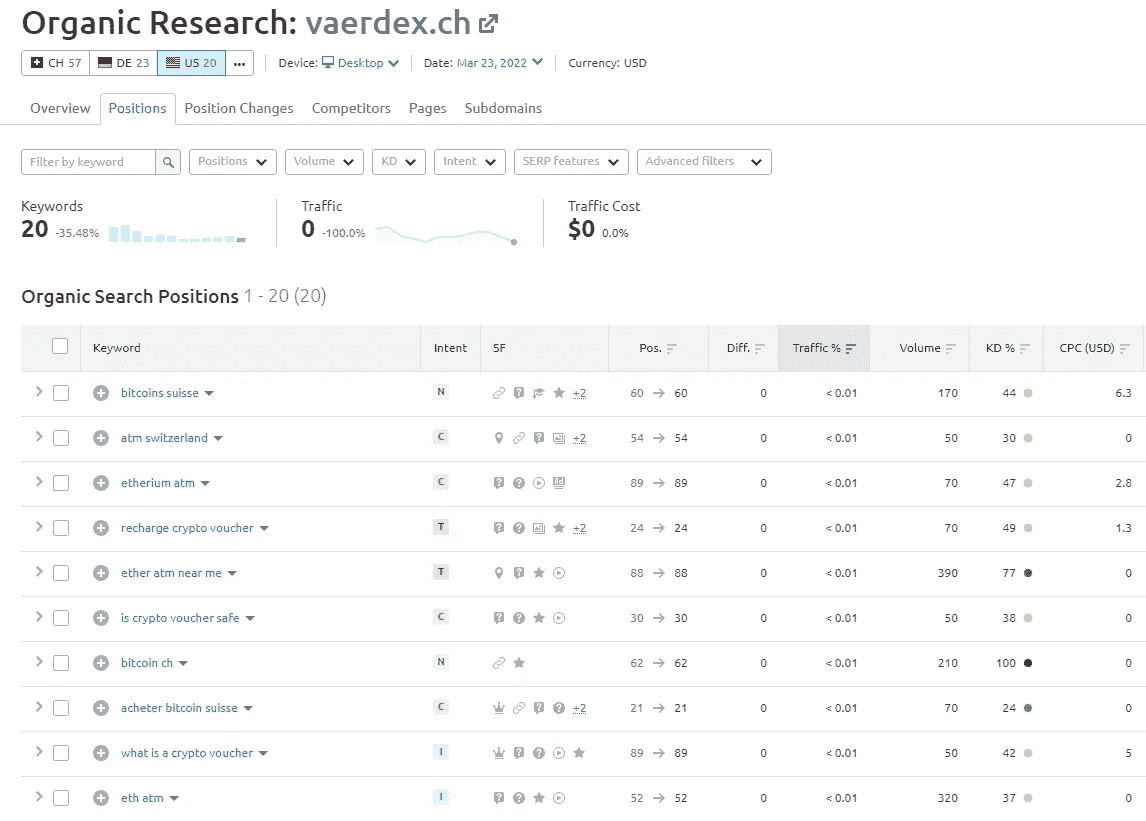 Organic Research: vaerdex.ch
CH 57 DE 23 US 20 ... Device: Desktop Date: Mar 23, 2022 Currency: USD
Overview Positions Position Changes Competitors Pages Subdomains
Filter by keyword Positions Volume KD Intent SERP features Advanced filters
Keywords Traffic Traffic Cost
20 -35.48% 0 -100.0% $0 0.0%
Organic Search Positions 1 - 20 (20)
Keyword Intent SF Pos. Diff. Traffic % Volume KD % CPC (USD)
bitcoins suisse N +2 60 → 60 0 < 0.01 170 44 6.3
atm switzerland C +2 54 → 54 0 < 0.01 50 30 0
etherium atm C Ad 89 → 89 0 < 0.01 70 47 2.8
recharge crypto voucher T +2 24 → 24 0 < 0.01 70 49 1.3
ether atm near me T 88 → 88 0 < 0.01 390 77 0
is crypto voucher safe C 30 → 30 0 < 0.01 50 38 0
bitcoin ch N 62 → 62 0 < 0.01 210 100 0
acheter bitcoin suisse C +2 21 → 21 0 < 0.01 70 24 0
what is a crypto voucher I 89 → 89 0 < 0.01 50 42 5
eth atm I 52 → 52 0 < 0.01 320 37 0